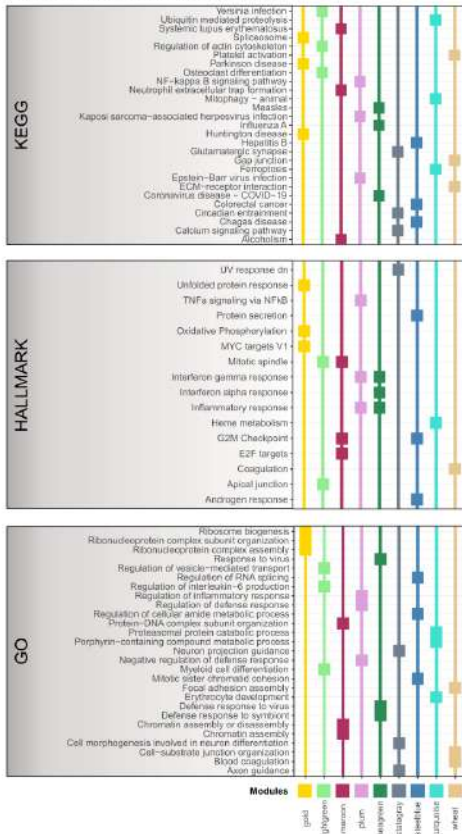 KEGG
Yersinia infection
Ubiquitin mediated proteolysis
Systemic lupus erythematosus
Spliceosome
Regulation of actin cytoskeleton
Platelet activation
Parkinson disease
Osteoclast differentiation
NF-kappa B signaling pathway
Neutrophil extracellular trap formation
Mitophagy - animal
Measles
Kaposi sarcoma-associated herpesvirus infection
Influenza A
Huntington disease
Hepatitis B
Glutamatergic synapse
Gap junction
Ferroptosis
Epstein-Barr virus infection
ECM-receptor interaction
Coronavirus disease - COVID-19
Colorectal cancer
Circadian entrainment
Chagas disease
Calcium signaling pathway
Alcoholism
HALLMARK
UV response dn
Unfolded protein response
TNFa signaling via NFkB
Protein secretion
Oxidative Phosphorylation
MYC targets V1
Mitotic spindle
Interferon gamma response
Interferon alpha response
Inflammatory response
Heme metabolism
G2M Checkpoint
E2F targets
Coagulation
Apical junction
Androgen response
GO
Ribosome biogenesis
Ribonucleoprotein complex subunit organization
Ribonucleoprotein complex assembly
Response to virus
Regulation of vesicle-mediated transport
Regulation of RNA splicing
Regulation of interleukin-6 production
Regulation of inflammatory response
Regulation of defense response
Regulation of cellular amide metabolic process
Protein-DNA complex subunit organization
Proteasomal protein catabolic process
Porphyrin-containing compound metabolic process
Neuron projection guidance
Negative regulation of defense response
Myeloid cell differentiation
Mitotic sister chromatid cohesion
Focal adhesion assembly
Erythrocyte development
Defense response to virus
Defense response to symbiont
Chromatin assembly or disassembly
Chromatin assembly
Cell morphogenesis involved in neuron differentiation
Cell-substrate junction organization
Blood coagulation
Axon guidance
Modules
gold
plum
wheat